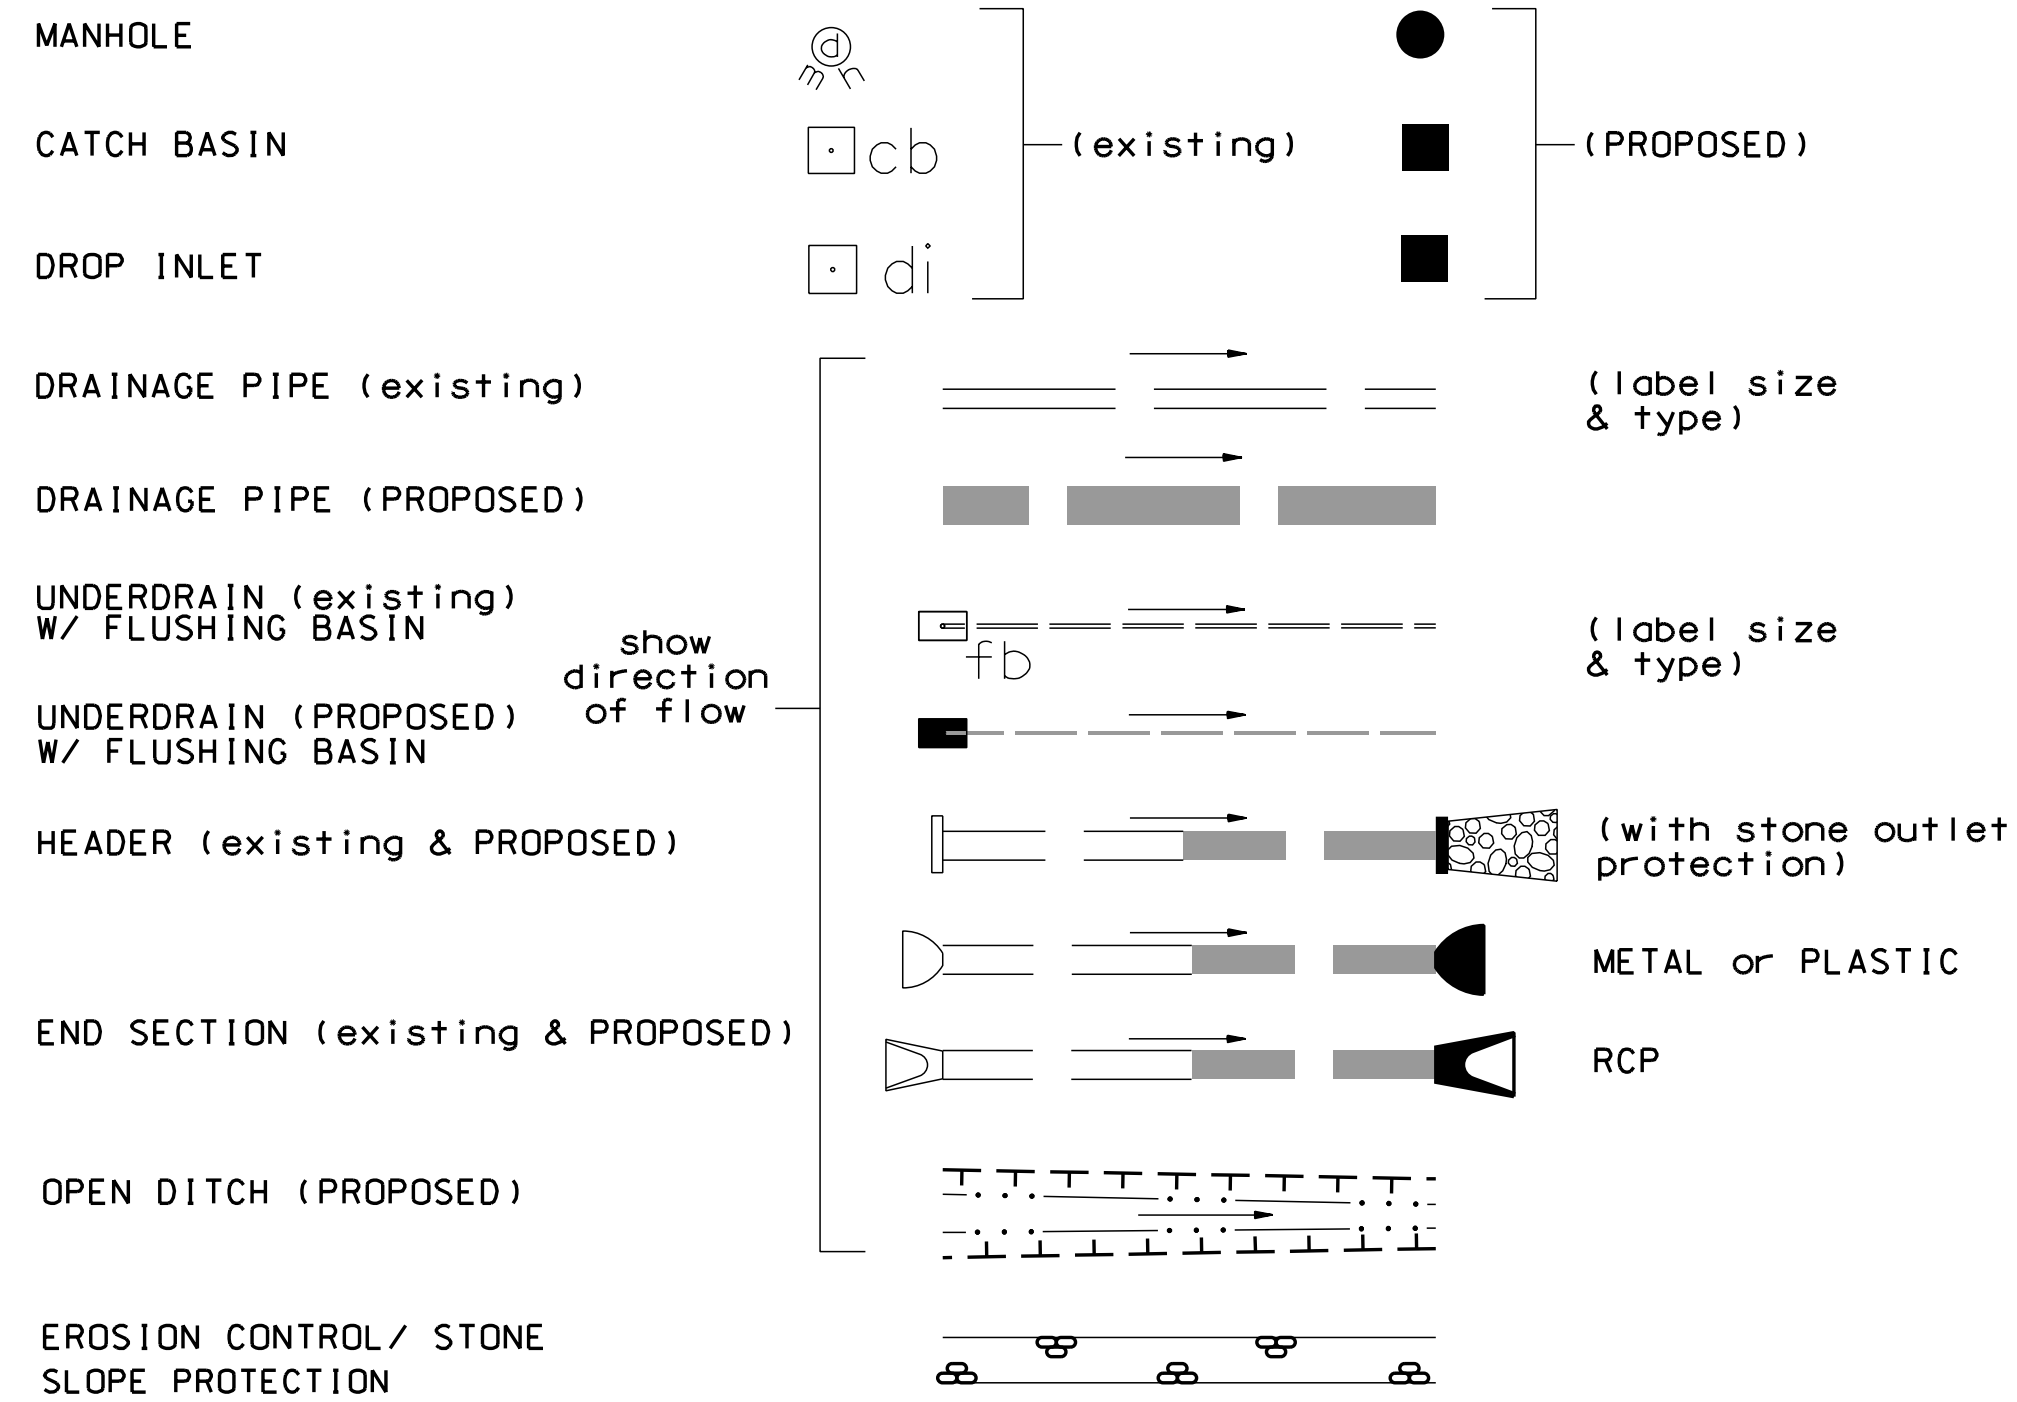 MANHOLE
d
mn
CATCH BASIN
cb
(existing)
(PROPOSED)
DROP INLET
di
DRAINAGE PIPE (existing)
(label size
& type)
DRAINAGE PIPE (PROPOSED)
UNDERDRAIN (existing)
W/ FLUSHING BASIN
fb
(label size
& type)
show
direction
of flow
UNDERDRAIN (PROPOSED)
W/ FLUSHING BASIN
HEADER (existing & PROPOSED)
(with stone outlet
protection)
METAL or PLASTIC
END SECTION (existing & PROPOSED)
RCP
OPEN DITCH (PROPOSED)
EROSION CONTROL/ STONE
SLOPE PROTECTION